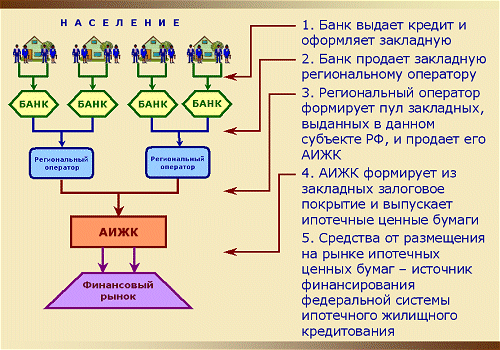 НАСЕЛЕНИЕ
БАНК
БАНК
БАНК
БАНК
Региональный
оператор
Региональный
оператор
АИЖК
Финансовый
рынок
1. Банк выдает кредит и
оформляет закладную
2. Банк продает закладную
региональному оператору
3. Региональный оператор
формирует пул закладных,
выданных в данном
субъекте РФ, и продает его
АИЖК
4. АИЖК формирует из
закладных залоговое
покрытие и выпускает
ипотечные ценные бумаги
5. Средства от размещения
на рынке ипотечных
ценных бумаг – источник
финансирования
федеральной системы
ипотечного жилищного
кредитования